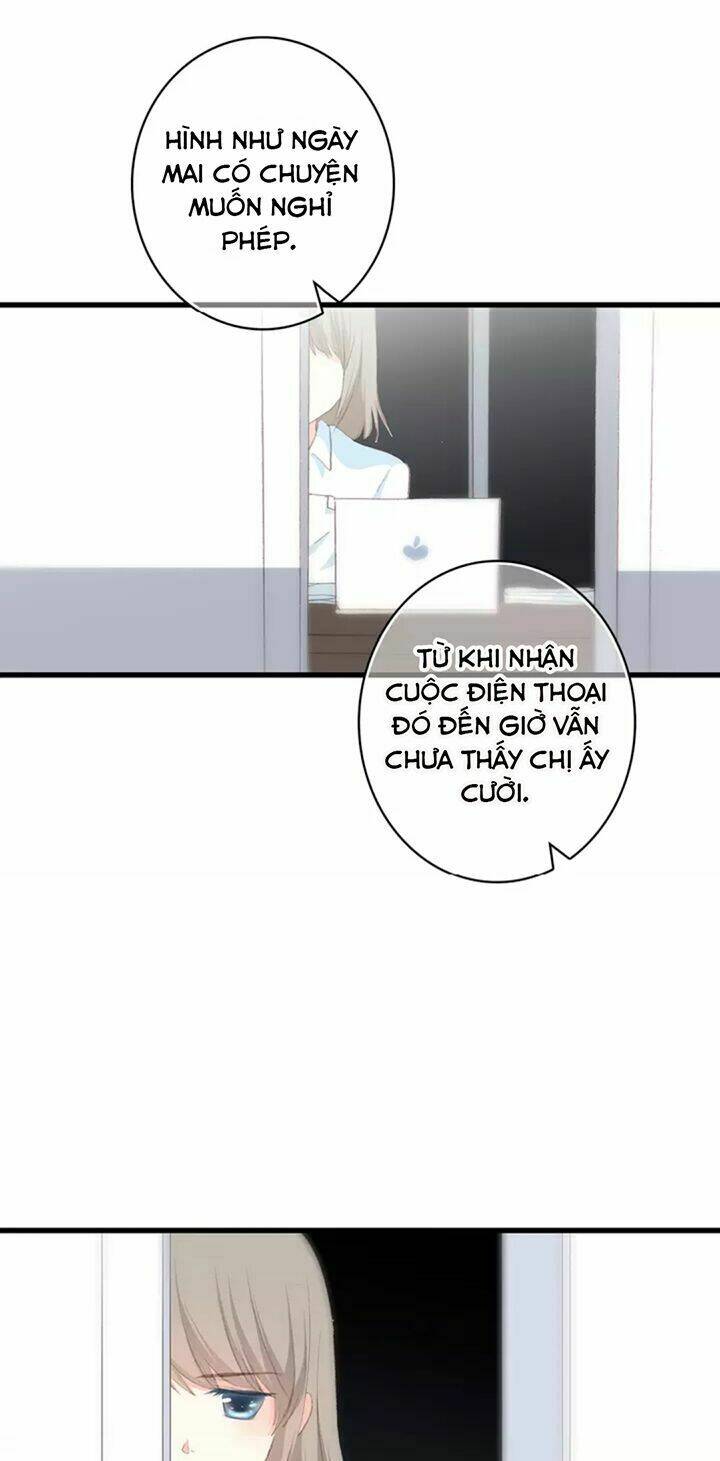 HÌNH NHƯ NGÀY
MAI CÓ CHUYỆN
MUỐN NGHỈ
PHÉP.
TỪ KHI NHẬN
CUỘC ĐIỆN THOẠI
ĐÓ ĐẾN GIỜ VẪN
CHƯA THẤY CHỊ ẤY
CƯỜI.